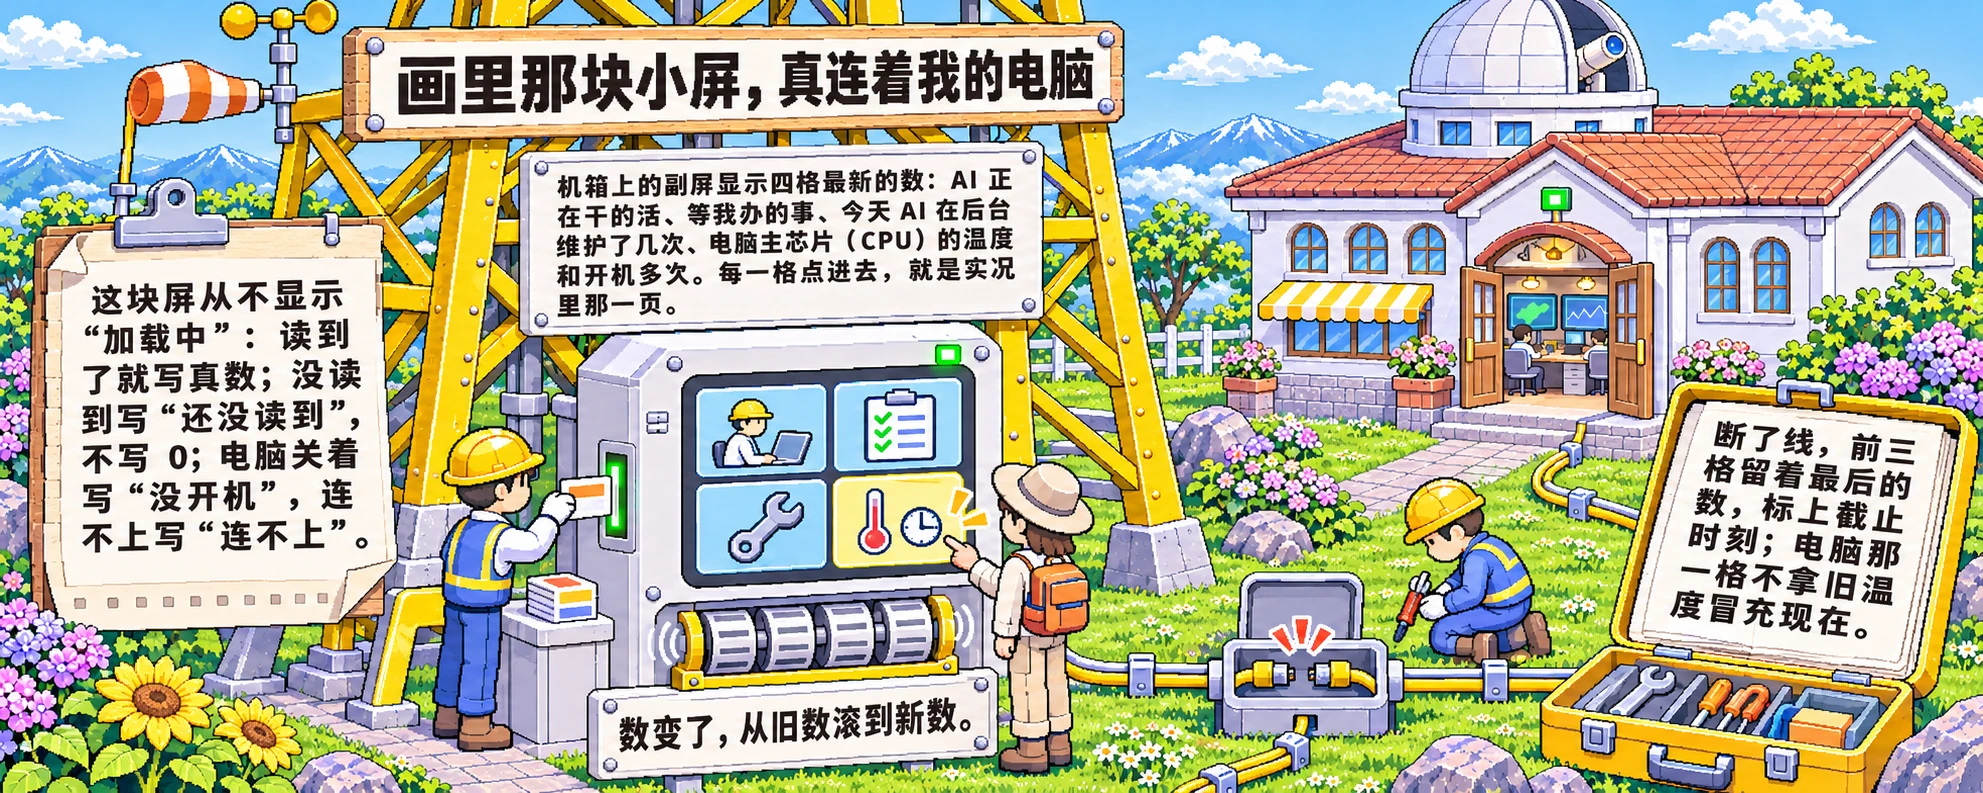 画里那块小屏，真连着我的电脑
机箱上的副屏显示四格最新的数：AI 正
在干的活、等我办的事、今天 AI 在后台
维护了几次、电脑主芯片（CPU）的温度
和开机多次。每一格点进去，就是实况
里那一页。
这块屏从不显示
“加载中”：读到
了就写真数；没读
到写“还没读到”，
不写 0；电脑关着
写“没开机”，连
不上写“连不上”。
数变了，从旧数滚到新数。
断了线，前三
格留着最后的
数，标上截止
时刻；电脑那
一格不拿旧温
度冒充现在。